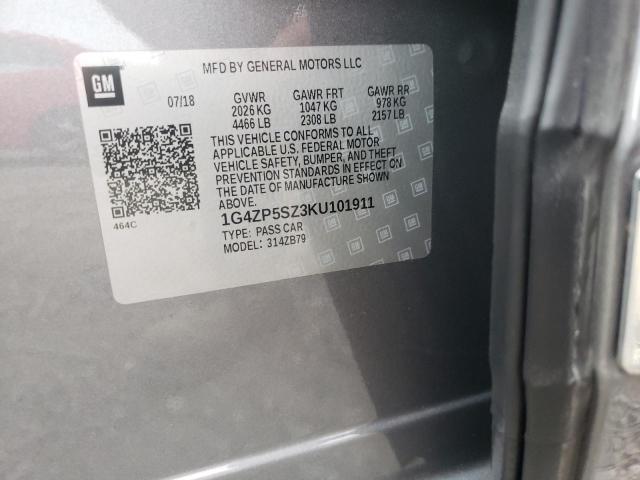 GM
MFD BY GENERAL MOTORS LLC
07/18 GVWR GAWR FRT GAWR RR
2026 KG 1047 KG 978 KG
4466 LB 2308 LB 2157 LB
THIS VEHICLE CONFORMS TO ALL
APPLICABLE U.S. FEDERAL MOTOR
VEHICLE SAFETY, BUMPER, AND THEFT
PREVENTION STANDARDS IN EFFECT ON
THE DATE OF MANUFACTURE SHOWN
ABOVE.
464C
1G4ZP5SZ3KU101911
TYPE: PASS CAR
MODEL: 314ZB79